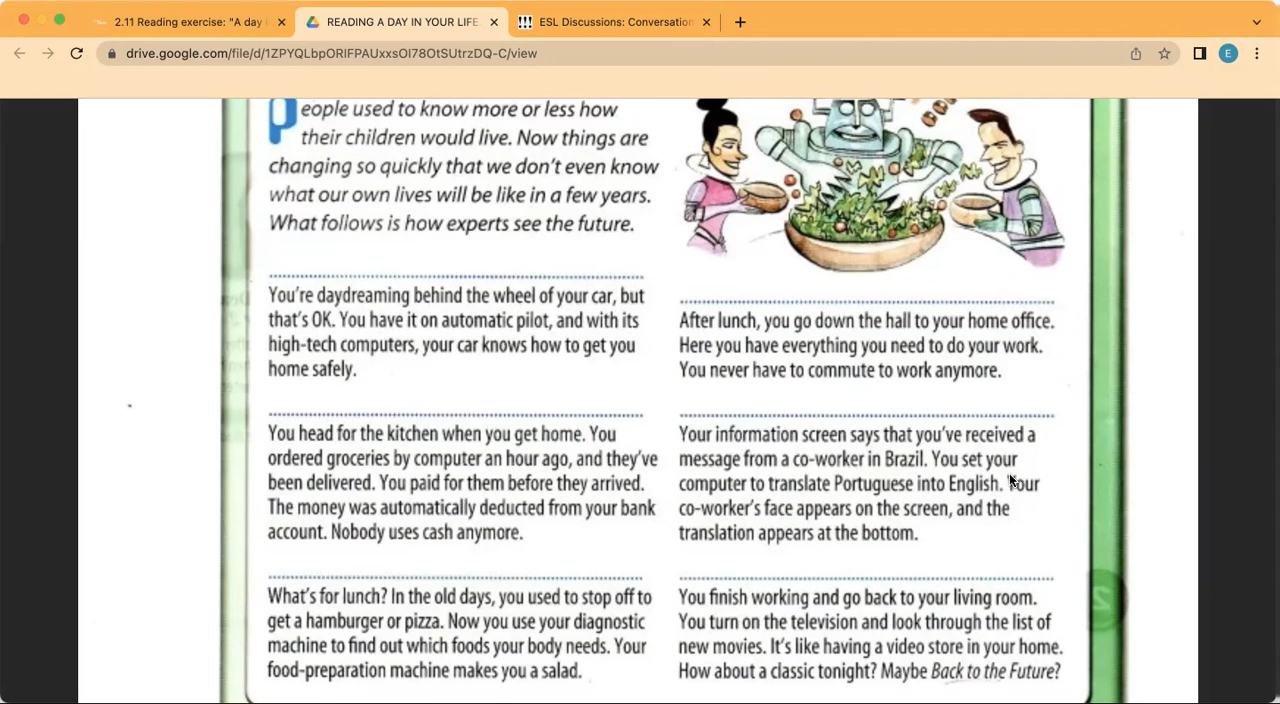 2.11 Reading exercise: "A day
READING A DAY IN YOUR LIFE
ESL Discussions: Conversation
drive.google.com/file/d/1ZPYQLbpORlFPAUxxsOl78OtSUtrzDQ-C/view
E
People used to know more or less how
their children would live. Now things are
changing so quickly that we don't even know
what our own lives will be like in a few years.
What follows is how experts see the future.
You're daydreaming behind the wheel of your car, but
that's OK. You have it on automatic pilot, and with its
high-tech computers, your car knows how to get you
home safely.
You head for the kitchen when you get home. You
ordered groceries by computer an hour ago, and they've
been delivered. You paid for them before they arrived.
The money was automatically deducted from your bank
account. Nobody uses cash anymore.
What's for lunch? In the old days, you used to stop off to
get a hamburger or pizza. Now you use your diagnostic
machine to find out which foods your body needs. Your
food-preparation machine makes you a salad.
After lunch, you go down the hall to your home office.
Here you have everything you need to do your work.
You never have to commute to work anymore.
Your information screen says that you've received a
message from a co-worker in Brazil. You set your
computer to translate Portuguese into English. Your
co-worker's face appears on the screen, and the
translation appears at the bottom.
You finish working and go back to your living room.
You turn on the television and look through the list of
new movies. It's like having a video store in your home.
How about a classic tonight? Maybe Back to the Future?
2